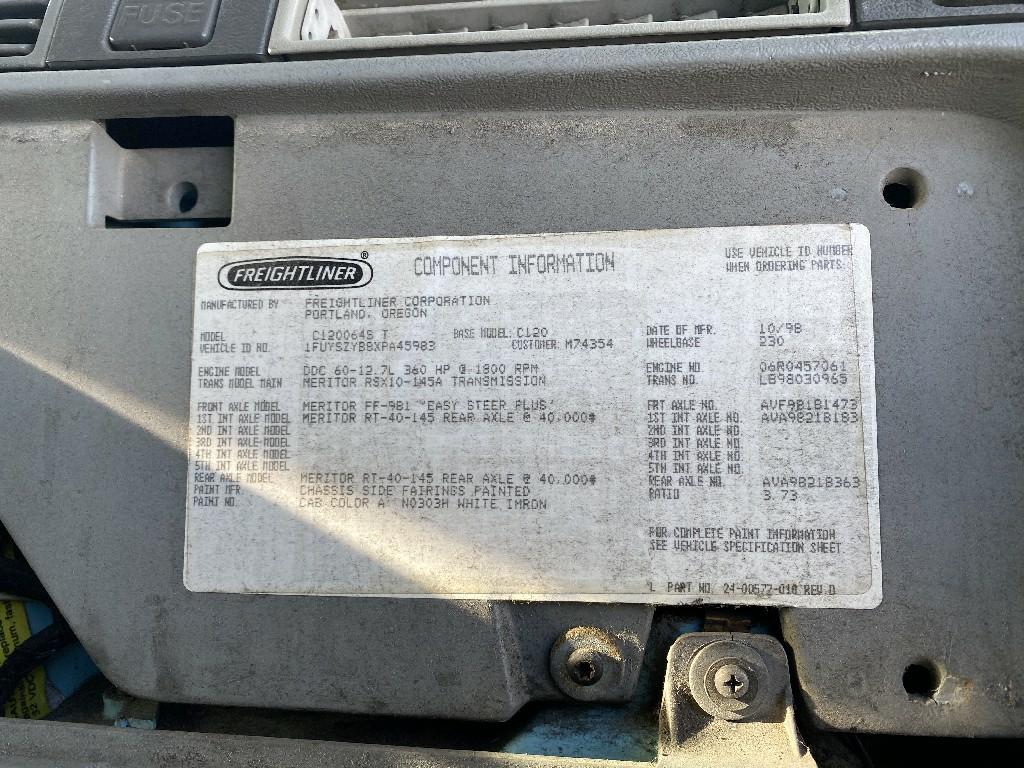 FUSE
FREIGHTLINER ®
COMPONENT INFORMATION
USE VEHICLE ID NUMBER
WHEN ORDERING PARTS
MANUFACTURED BY FREIGHTLINER CORPORATION
PORTLAND, OREGON
MODEL C120064S T BASE MODEL: C120 DATE OF MFR. 10/98
VEHICLE ID NO. 1FUYSZYB8XPA45983 CUSTOMER: M74354 WHEELBASE 230
ENGINE MODEL DDC 60-12.7L 360 HP @ 1800 RPM ENGINE NO. 06R0457061
TRANS MODEL MAIN MERITOR RSX10-145A TRANSMISSION TRANS NO. LB98030965
FRONT AXLE MODEL MERITOR FF-981 "EASY STEER PLUS" FRT AXLE NO. AVF981B1473
1ST INT AXLE MODEL MERITOR RT-40-145 REAR AXLE @ 40,000# 1ST INT AXLE NO. AVA9821B183
2ND INT AXLE MODEL 2ND INT AXLE NO.
3RD INT AXLE MODEL 3RD INT AXLE NO.
4TH INT AXLE MODEL 4TH INT AXLE NO.
5TH INT AXLE MODEL 5TH INT AXLE NO.
REAR AXLE MODEL MERITOR RT-40-145 REAR AXLE @ 40,000# REAR AXLE NO. AVA9821B363
PAINT MFR. CHASSIS SIDE FAIRINGS PAINTED RATIO 3.73
PAINT NO. CAB COLOR A N0303H WHITE IMRON
FOR COMPLETE PAINT INFORMATION
SEE VEHICLE SPECIFICATION SHEET
L PART NO. 24-00577-010 REV D